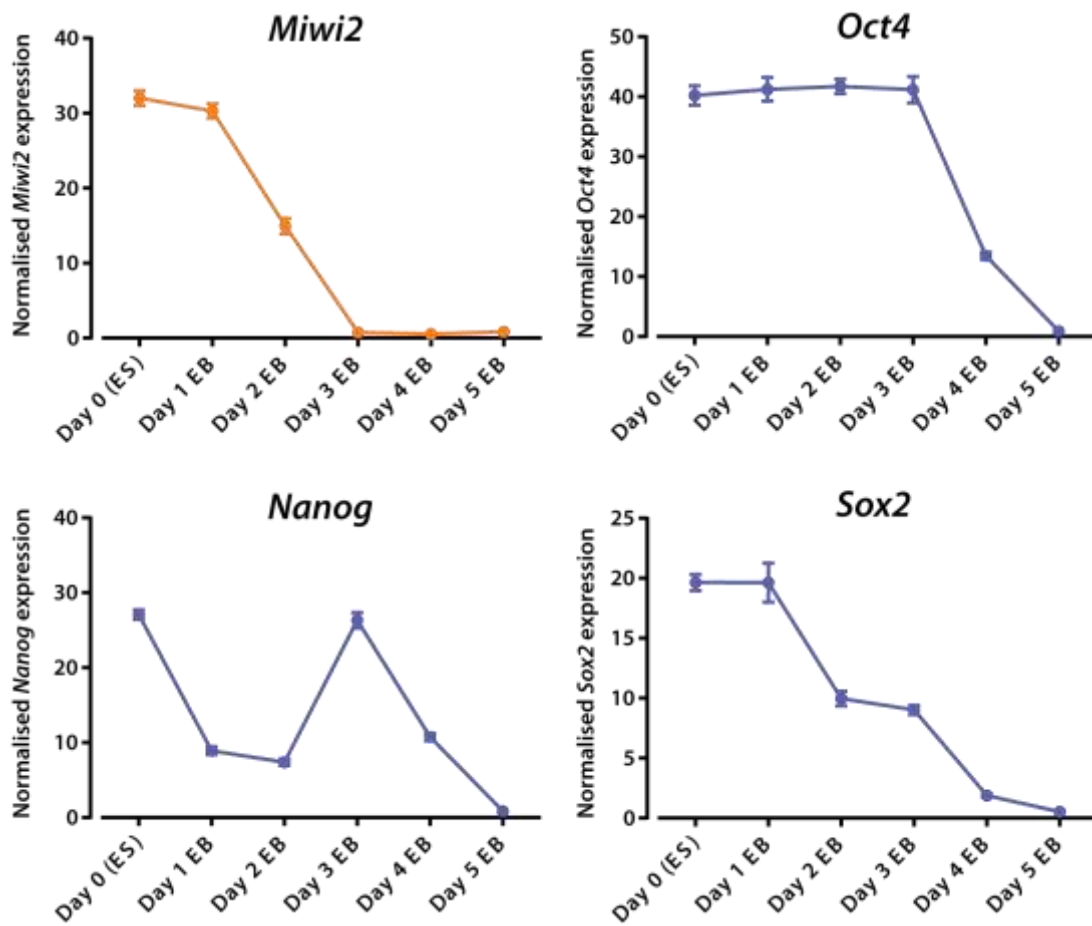 Miwi2
Normalised Miwi2 expression
40
30
20
10
0
Day 0 (ES)
Day 1 EB
Day 2 EB
Day 3 EB
Day 4 EB
Day 5 EB
Oct4
Normalised Oct4 expression
50
40
30
20
10
0
Day 0 (ES)
Day 1 EB
Day 2 EB
Day 3 EB
Day 4 EB
Day 5 EB
Nanog
Normalised Nanog expression
40
30
20
10
0
Day 0 (ES)
Day 1 EB
Day 2 EB
Day 3 EB
Day 4 EB
Day 5 EB
Sox2
Normalised Sox2 expression
25
20
15
10
5
0
Day 0 (ES)
Day 1 EB
Day 2 EB
Day 3 EB
Day 4 EB
Day 5 EB